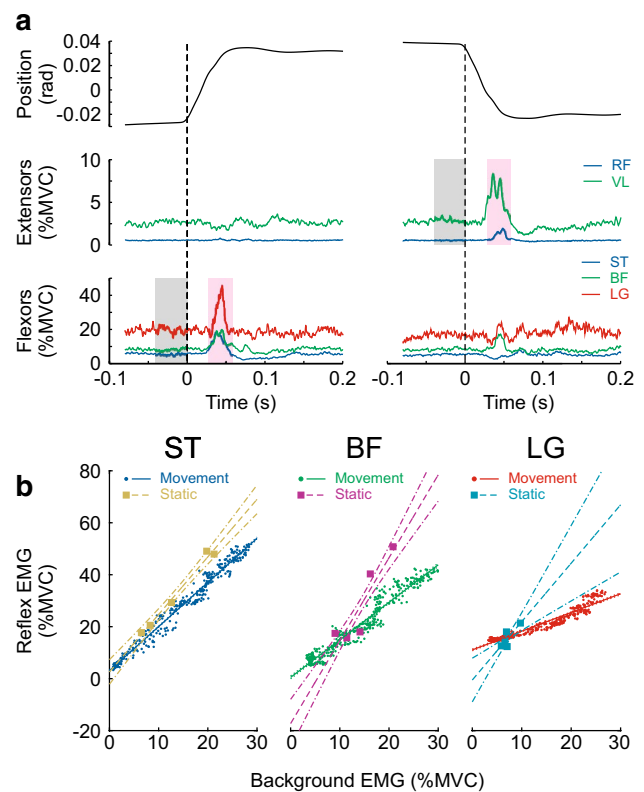 a
Position
(rad)
0.04
0.02
0
-0.02
Extensors
(%MVC)
10
5
0
RF
VL
Flexors
(%MVC)
40
20
0
ST
BF
LG
-0.1
0
0.1
0.2
Time (s)
-0.1
0
0.1
0.2
Time (s)
b
ST
BF
LG
Reflex EMG
(%MVC)
80
60
40
20
0
-20
Movement
Static
Movement
Static
Movement
Static
0
10
20
30
0
10
20
30
0
10
20
30
Background EMG (%MVC)